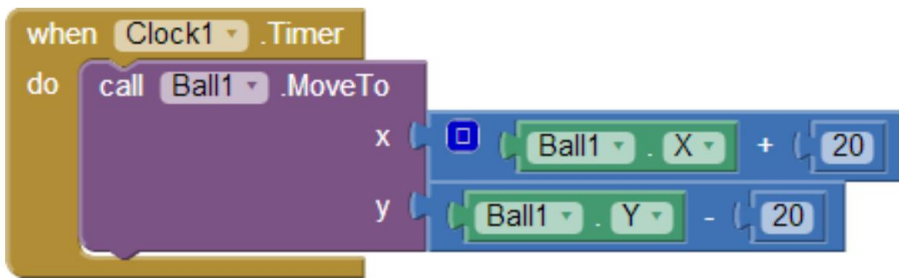 when Clock1 .Timer
do call Ball1 .MoveTo
x Ball1 . X + 20
y Ball1 . Y - 20